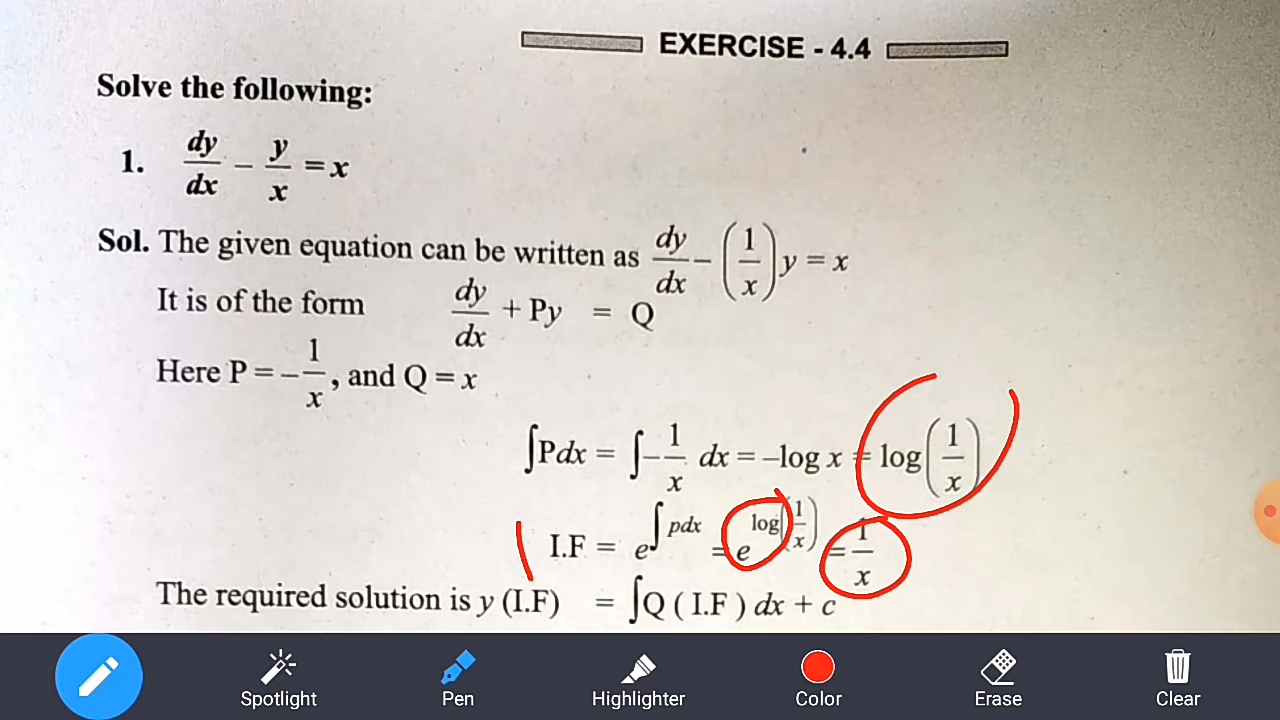 EXERCISE - 4.4
Solve the following:
1. dy/dx - y/x = x
Sol. The given equation can be written as dy/dx - (1/x) y = x
It is of the form dy/dx + Py = Q
Here P = -1/x, and Q = x
∫Pdx = ∫-1/x dx = -log x = log(1/x)
I.F = e^∫pdx = e^log(1/x) = 1/x
The required solution is y (I.F) = ∫Q ( I.F ) dx + c
Spotlight Pen Highlighter Color Erase Clear